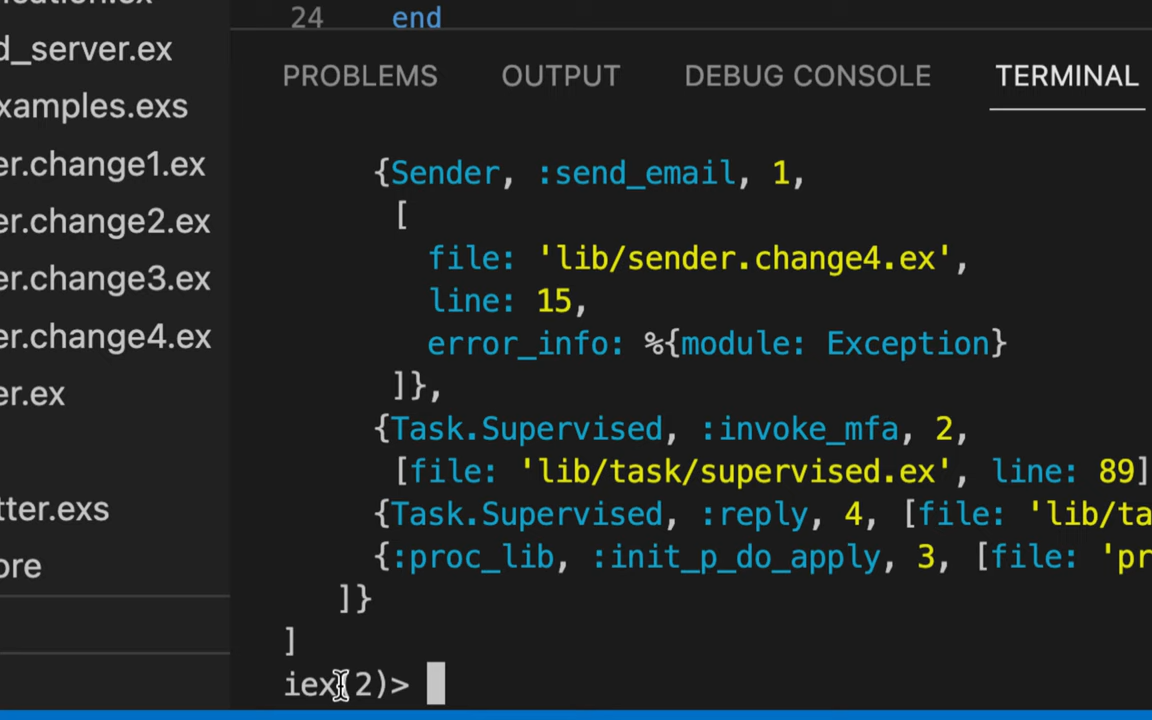 ication.ex
d_server.ex
xamples.exs
er.change1.ex
er.change2.ex
er.change3.ex
er.change4.ex
er.ex
tter.exs
ore
24 end
PROBLEMS OUTPUT DEBUG CONSOLE TERMINAL
{Sender, :send_email, 1,
[
file: 'lib/sender.change4.ex',
line: 15,
error_info: %{module: Exception}
]},
{Task.Supervised, :invoke_mfa, 2,
[file: 'lib/task/supervised.ex', line: 89]
{Task.Supervised, :reply, 4, [file: 'lib/ta
{:proc_lib, :init_p_do_apply, 3, [file: 'pr
]}
]
iex(2)>